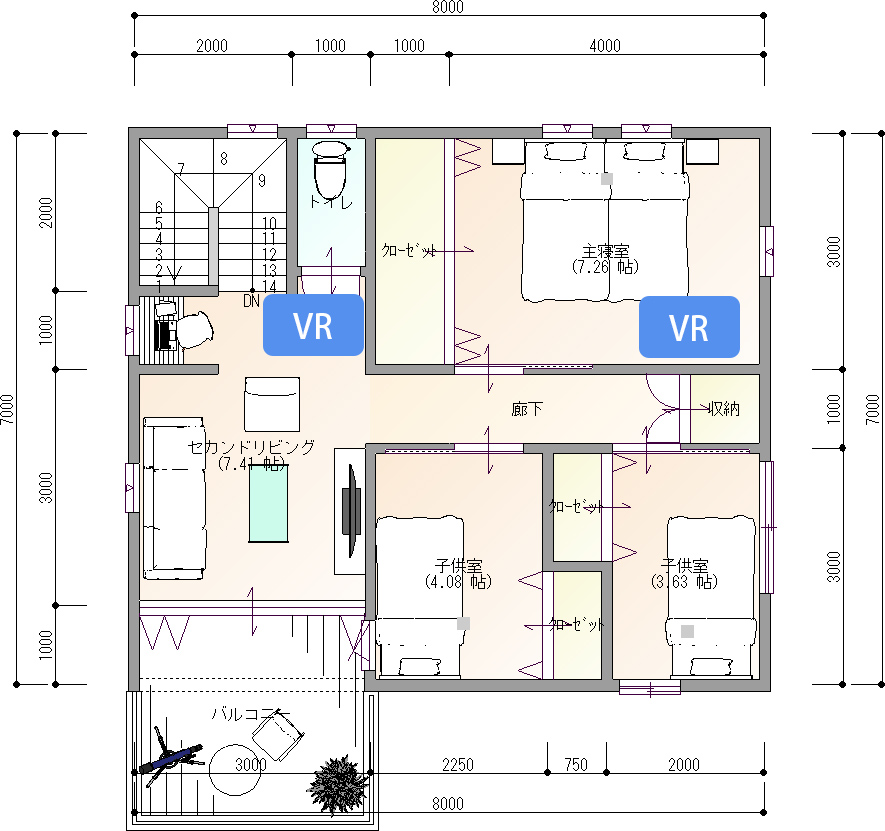 8000
2000
1000
1000
4000
7000
2000
1000
3000
1000
3000
1000
3000
7000
7
8
9
6
5
4
3
2
1
10
11
12
13
14
DN
トイレ
クローゼット
主寝室
(7.26 帖)
VR
VR
廊下
収納
セカンドリビング
(7.41 帖)
クローゼット
子供室
(4.08 帖)
子供室
(3.63 帖)
クローゼット
バルコニー
3000
2250
750
2000
8000